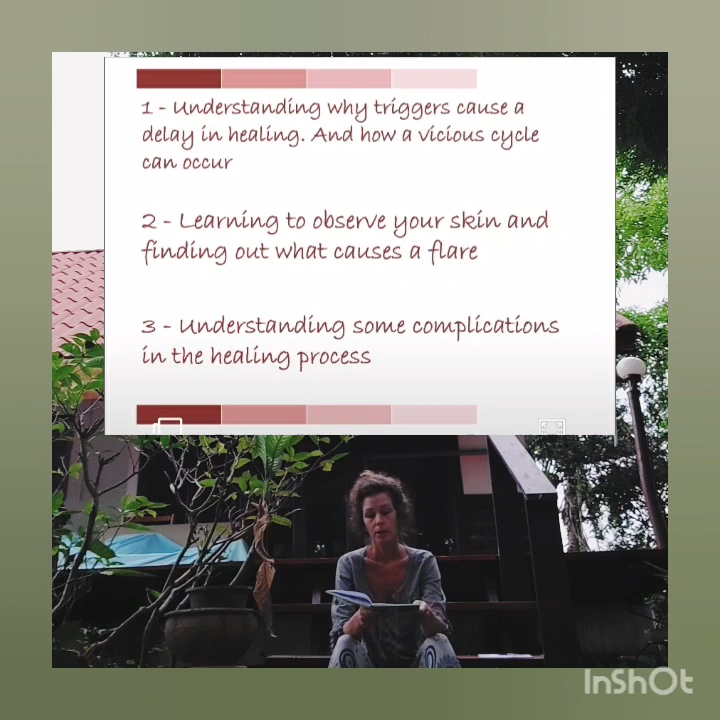 1 - Understanding why triggers cause a
delay in healing. And how a vicious cycle
can occur
2 - Learning to observe your skin and
finding out what causes a flare
3 - Understanding some complications
in the healing process
InShOt